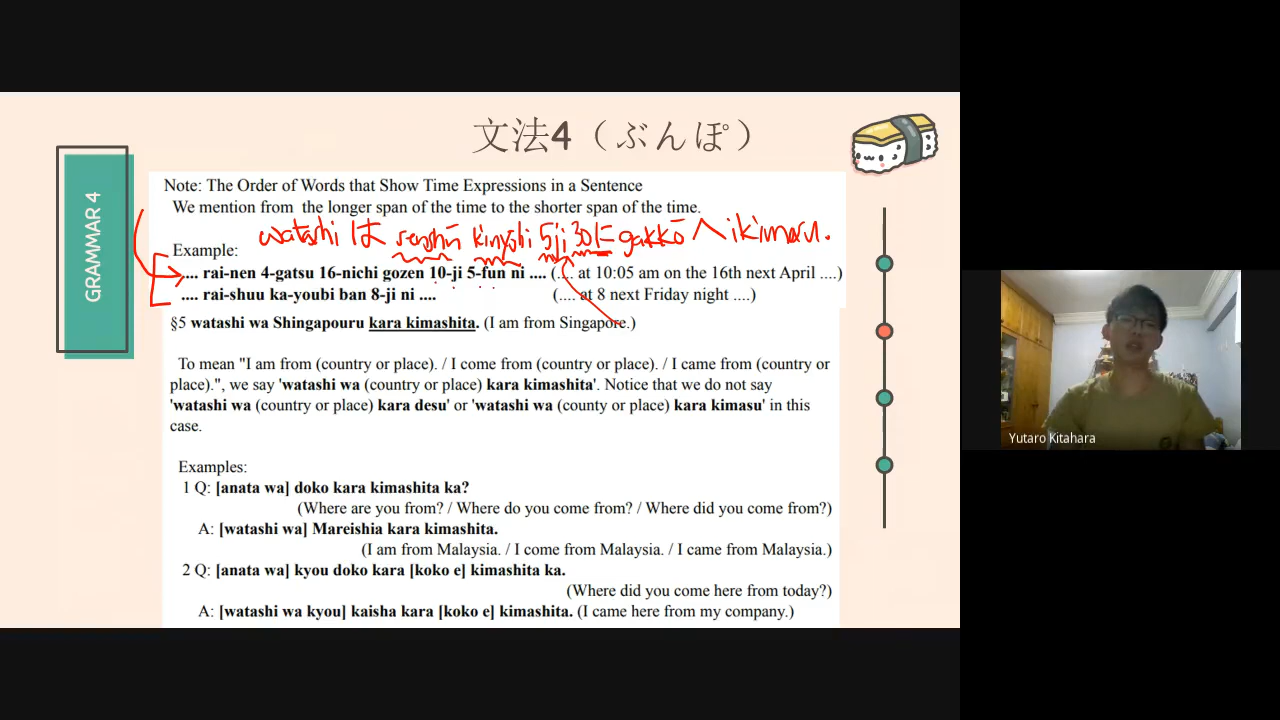 文法4（ぶんぽ）
GRAMMAR 4
Note: The Order of Words that Show Time Expressions in a Sentence
We mention from the longer span of the time to the shorter span of the time.
watashi は senshū kinyōbi 5ji 30に gakkō へ ikimasu.
Example:
.... rai-nen 4-gatsu 16-nichi gozen 10-ji 5-fun ni .... (.... at 10:05 am on the 16th next April ....)
.... rai-shuu ka-youbi ban 8-ji ni .... (.... at 8 next Friday night ....)
§5 watashi wa Shingapouru kara kimashita. (I am from Singapore.)
To mean "I am from (country or place). / I come from (country or place). / I came from (country or
place).", we say 'watashi wa (country or place) kara kimashita'. Notice that we do not say
'watashi wa (country or place) kara desu' or 'watashi wa (county or place) kara kimasu' in this
case.
Examples:
1 Q: [anata wa] doko kara kimashita ka?
(Where are you from? / Where do you come from? / Where did you come from?)
A: [watashi wa] Mareishia kara kimashita.
(I am from Malaysia. / I come from Malaysia. / I came from Malaysia.)
2 Q: [anata wa] kyou doko kara [koko e] kimashita ka.
(Where did you come here from today?)
A: [watashi wa kyou] kaisha kara [koko e] kimashita. (I came here from my company.)
Yutaro Kitahara